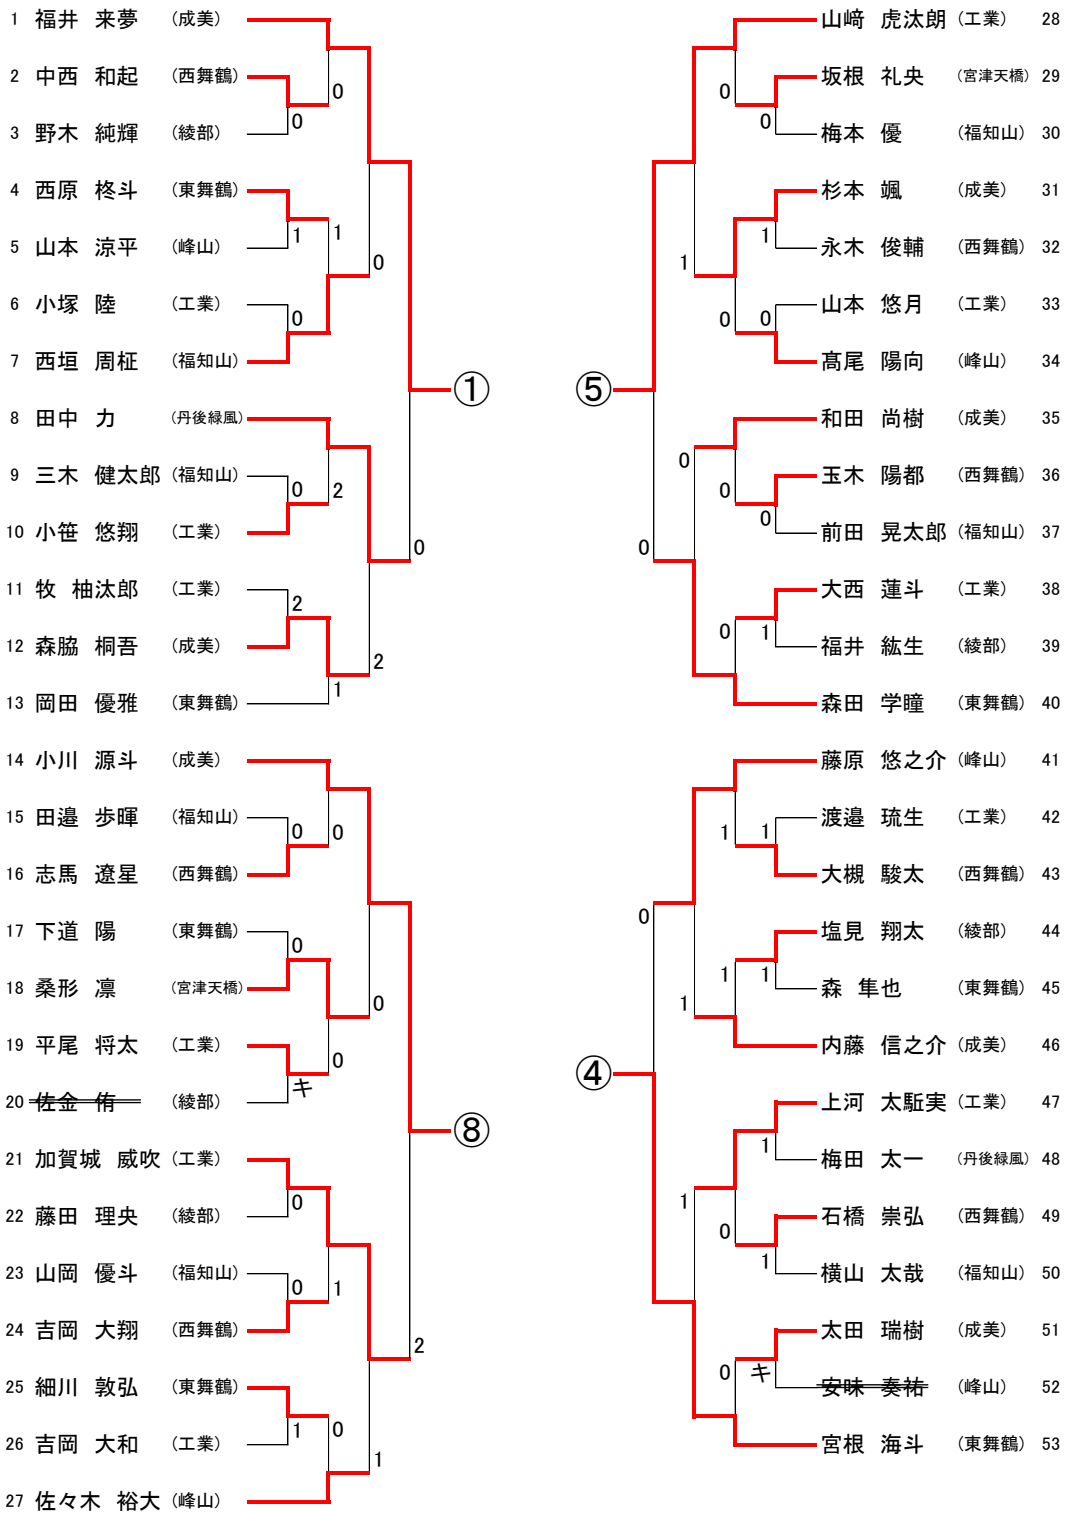 1 福井 来夢 (成美)
2 中西 和起 (西舞鶴)
0
0
3 野木 純輝 (綾部)
4 西原 柊斗 (東舞鶴)
1
1
5 山本 涼平 (峰山)
0
6 小塚 陸 (工業)
0
7 西垣 周柾 (福知山)
①
8 田中 力 (丹後緑風)
9 三木 健太郎 (福知山)
0
2
10 小笹 悠翔 (工業)
0
11 牧 柚汰郎 (工業)
2
12 森脇 桐吾 (成美)
2
1
13 岡田 優雅 (東舞鶴)
14 小川 源斗 (成美)
15 田邉 歩暉 (福知山)
0
0
16 志馬 遼星 (西舞鶴)
17 下道 陽 (東舞鶴)
0
18 桑形 凛 (宮津天橋)
0
19 平尾 将太 (工業)
0
キ
20 佐金 侑 (綾部)
⑧
21 加賀城 威吹 (工業)
0
22 藤田 理央 (綾部)
23 山岡 優斗 (福知山)
0
1
24 吉岡 大翔 (西舞鶴)
2
25 細川 敦弘 (東舞鶴)
1
0
26 吉岡 大和 (工業)
1
27 佐々木 裕大 (峰山)
山﨑 虎汰朗 (工業) 28
坂根 礼央 (宮津天橋) 29
0
0
梅本 優 (福知山) 30
杉本 颯 (成美) 31
1
永木 俊輔 (西舞鶴) 32
1
山本 悠月 (工業) 33
0
0
髙尾 陽向 (峰山) 34
⑤
和田 尚樹 (成美) 35
0
玉木 陽都 (西舞鶴) 36
0
0
前田 晃太郎 (福知山) 37
0
大西 蓮斗 (工業) 38
0
1
福井 紘生 (綾部) 39
森田 学瞳 (東舞鶴) 40
藤原 悠之介 (峰山) 41
渡邉 琉生 (工業) 42
1
1
大槻 駿太 (西舞鶴) 43
0
塩見 翔太 (綾部) 44
1
1
森 隼也 (東舞鶴) 45
1
内藤 信之介 (成美) 46
④
上河 太駈実 (工業) 47
1
梅田 太一 (丹後緑風) 48
1
石橋 崇弘 (西舞鶴) 49
0
1
横山 太哉 (福知山) 50
太田 瑞樹 (成美) 51
0
キ
安味 奏祐 (峰山) 52
宮根 海斗 (東舞鶴) 53